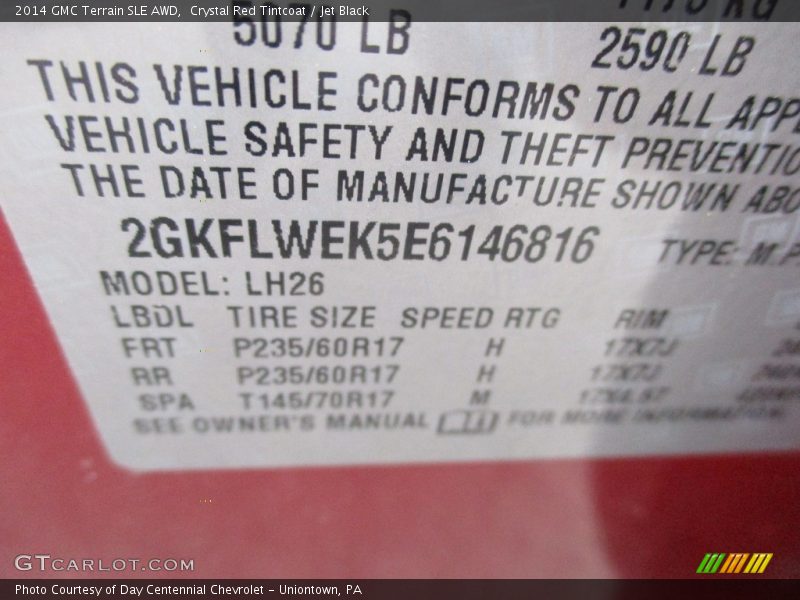 2014 GMC Terrain SLE AWD, Crystal Red Tintcoat / Jet Black
5070 LB
2590 LB
THIS VEHICLE CONFORMS TO ALL APPL
VEHICLE SAFETY AND THEFT PREVENTIO
THE DATE OF MANUFACTURE SHOWN ABO
2GKFLWEK5E6146816 TYPE: M.P
MODEL: LH26
LBDL TIRE SIZE SPEED RTG RIM
FRT P235/60R17 H 17X7J
RR P235/60R17 H 17X7J
SPA T145/70R17 M
SEE OWNER'S MANUAL FOR MORE INFORMATION.
GTCARLOT.COM
Photo Courtesy of Day Centennial Chevrolet - Uniontown, PA